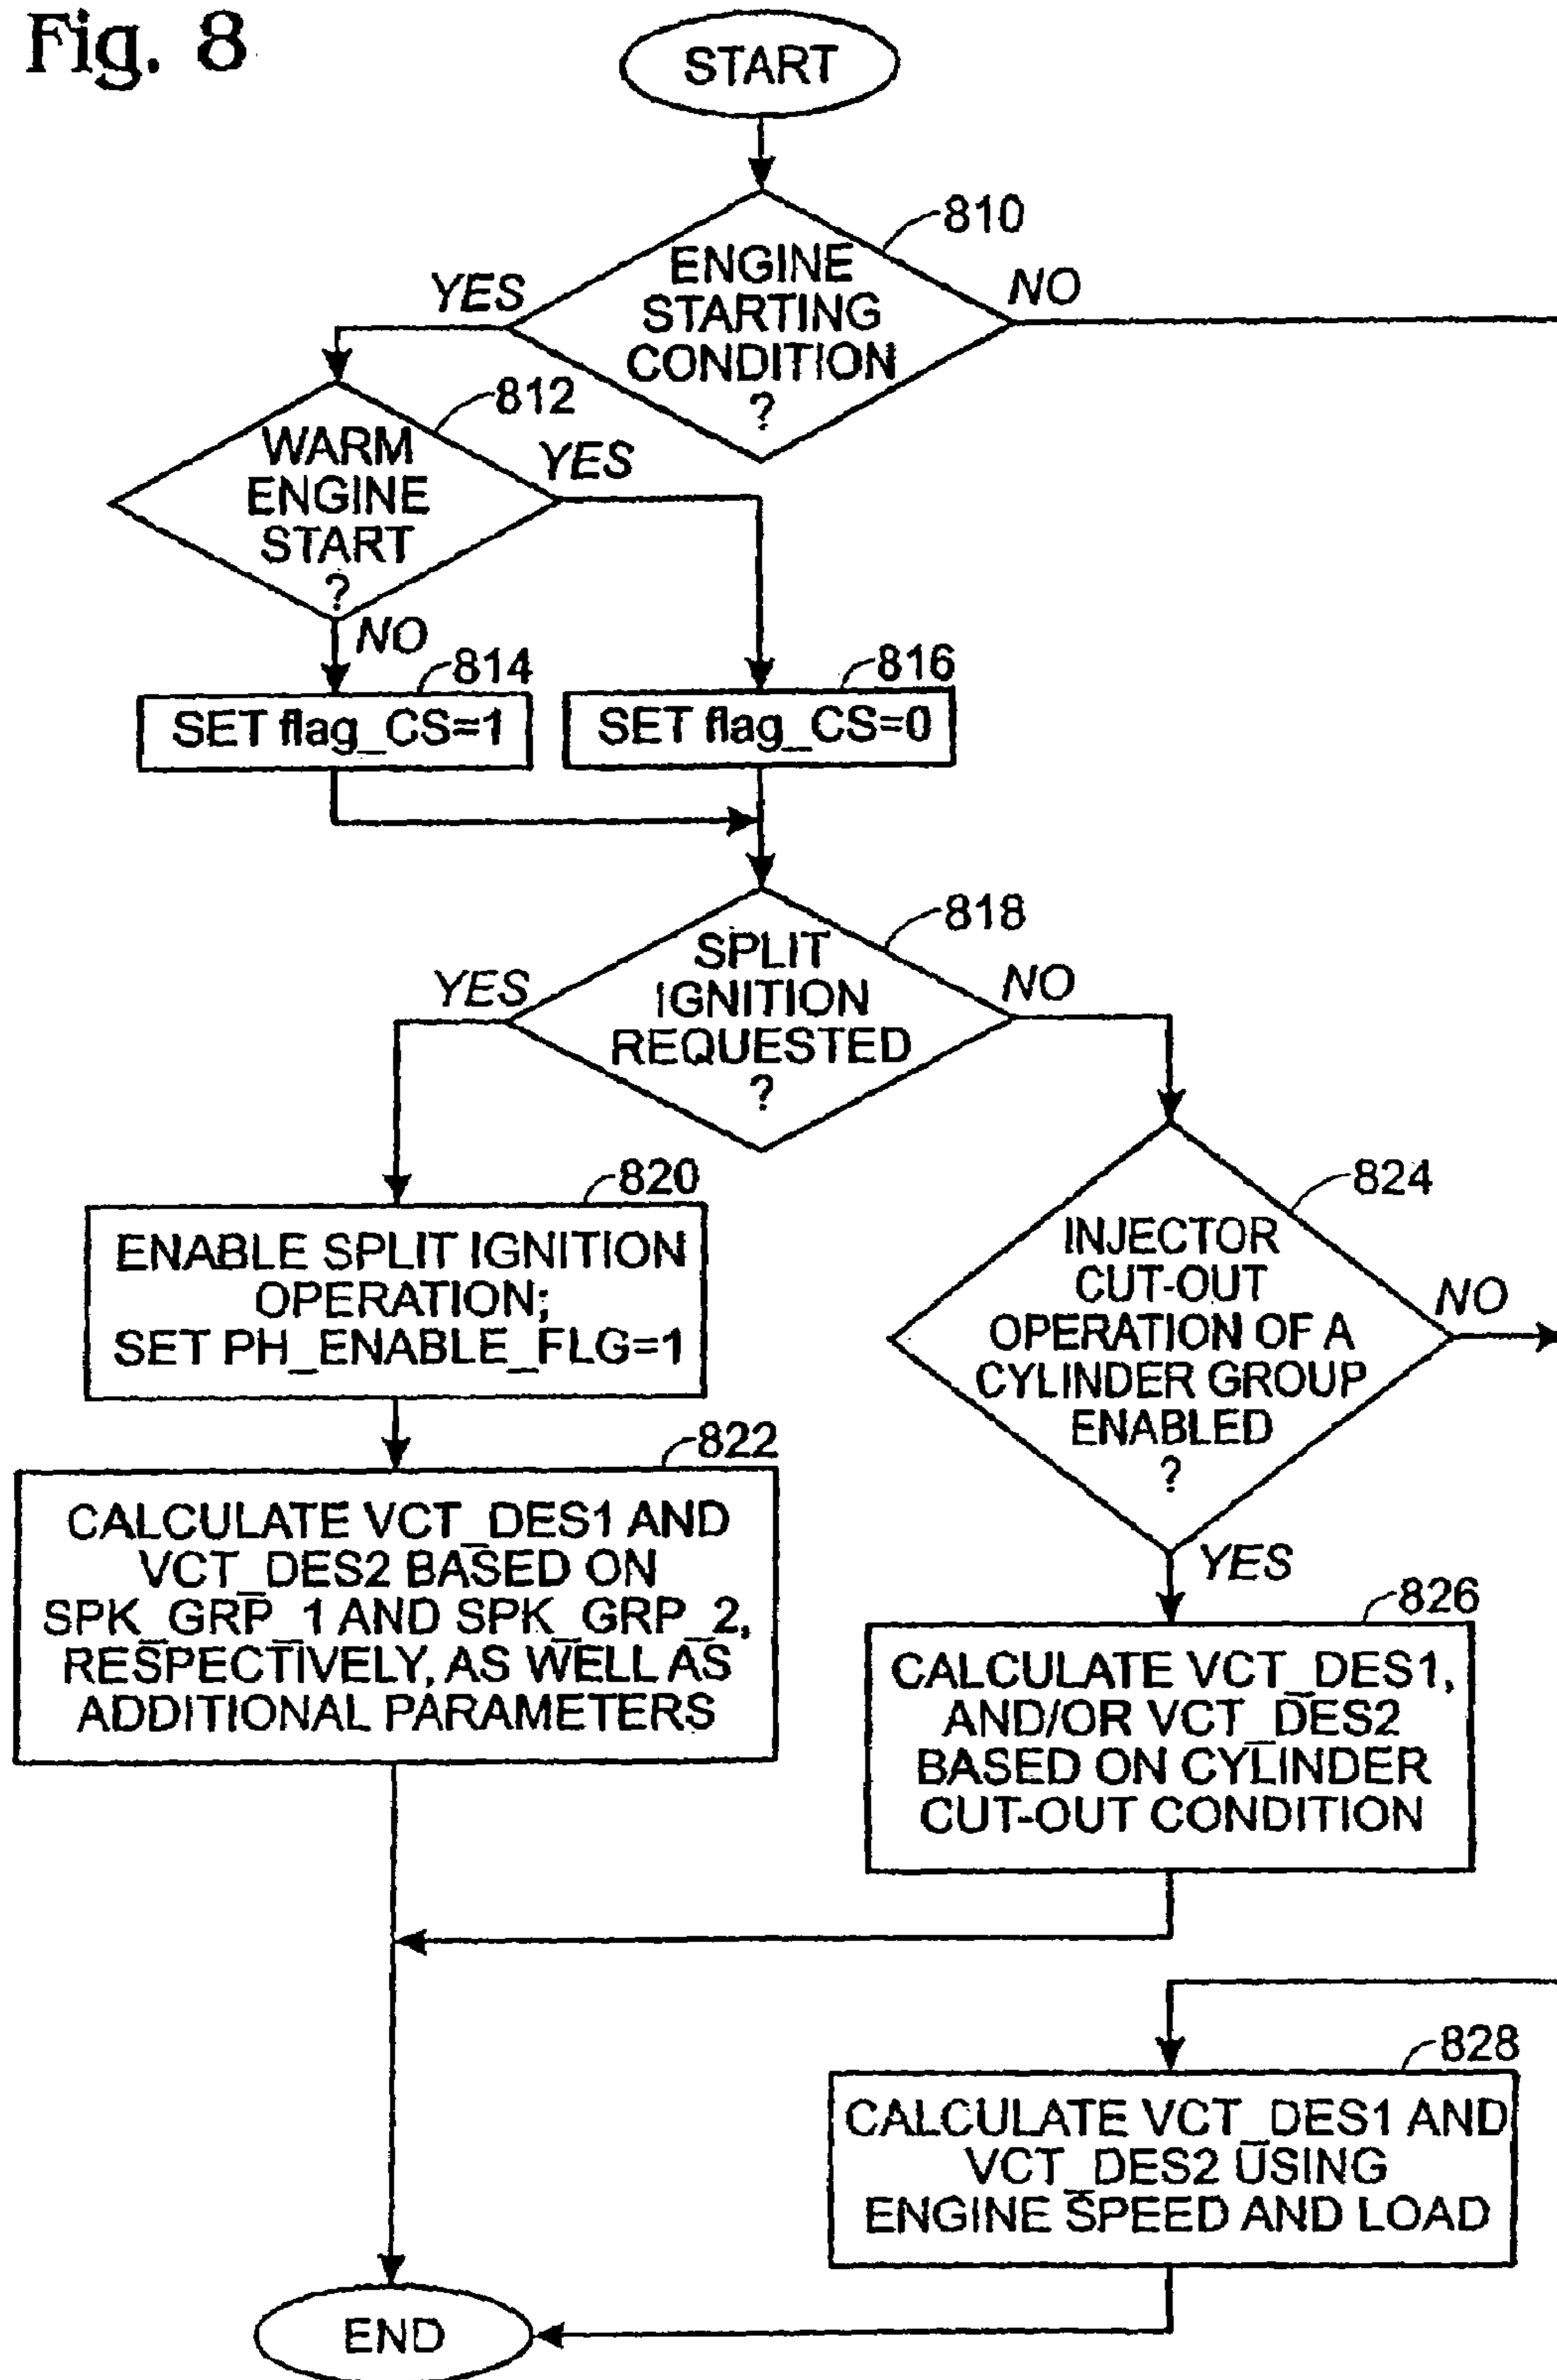 Fig. 8
START
810
ENGINE
STARTING
CONDITION
?
YES
NO
812
WARM
ENGINE
START
?
YES
NO
814
SET flag_CS=1
816
SET flag_CS=0
818
SPLIT
IGNITION
REQUESTED
?
YES
NO
820
ENABLE SPLIT IGNITION
OPERATION;
SET PH_ENABLE_FLG=1
824
INJECTOR
CUT-OUT
OPERATION OF A
CYLINDER GROUP
ENABLED
?
NO
YES
822
CALCULATE VCT_DES1 AND
VCT_DES2 BASED ON
SPK_GRP_1 AND SPK_GRP_2,
RESPECTIVELY, AS WELL AS
ADDITIONAL PARAMETERS
826
CALCULATE VCT_DES1,
AND/OR VCT_DES2
BASED ON CYLINDER
CUT-OUT CONDITION
828
CALCULATE VCT_DES1 AND
VCT_DES2 USING
ENGINE SPEED AND LOAD
END